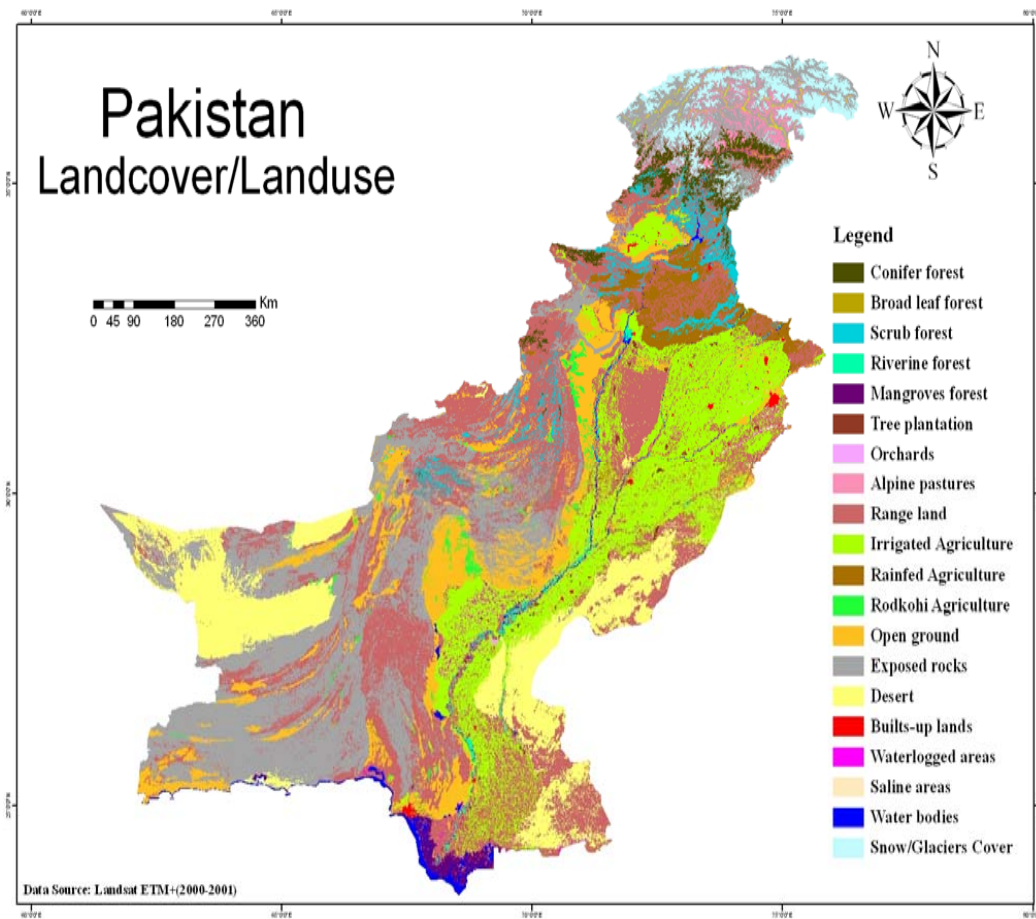 Pakistan
Landcover/Landuse
N
W E
S
Km
0 45 90 180 270 360
Legend
Conifer forest
Broad leaf forest
Scrub forest
Riverine forest
Mangroves forest
Tree plantation
Orchards
Alpine pastures
Range land
Irrigated Agriculture
Rainfed Agriculture
Rodkohi Agriculture
Open ground
Exposed rocks
Desert
Builts-up lands
Waterlogged areas
Saline areas
Water bodies
Snow/Glaciers Cover
Data Source: Landsat ETM+(2000-2001)